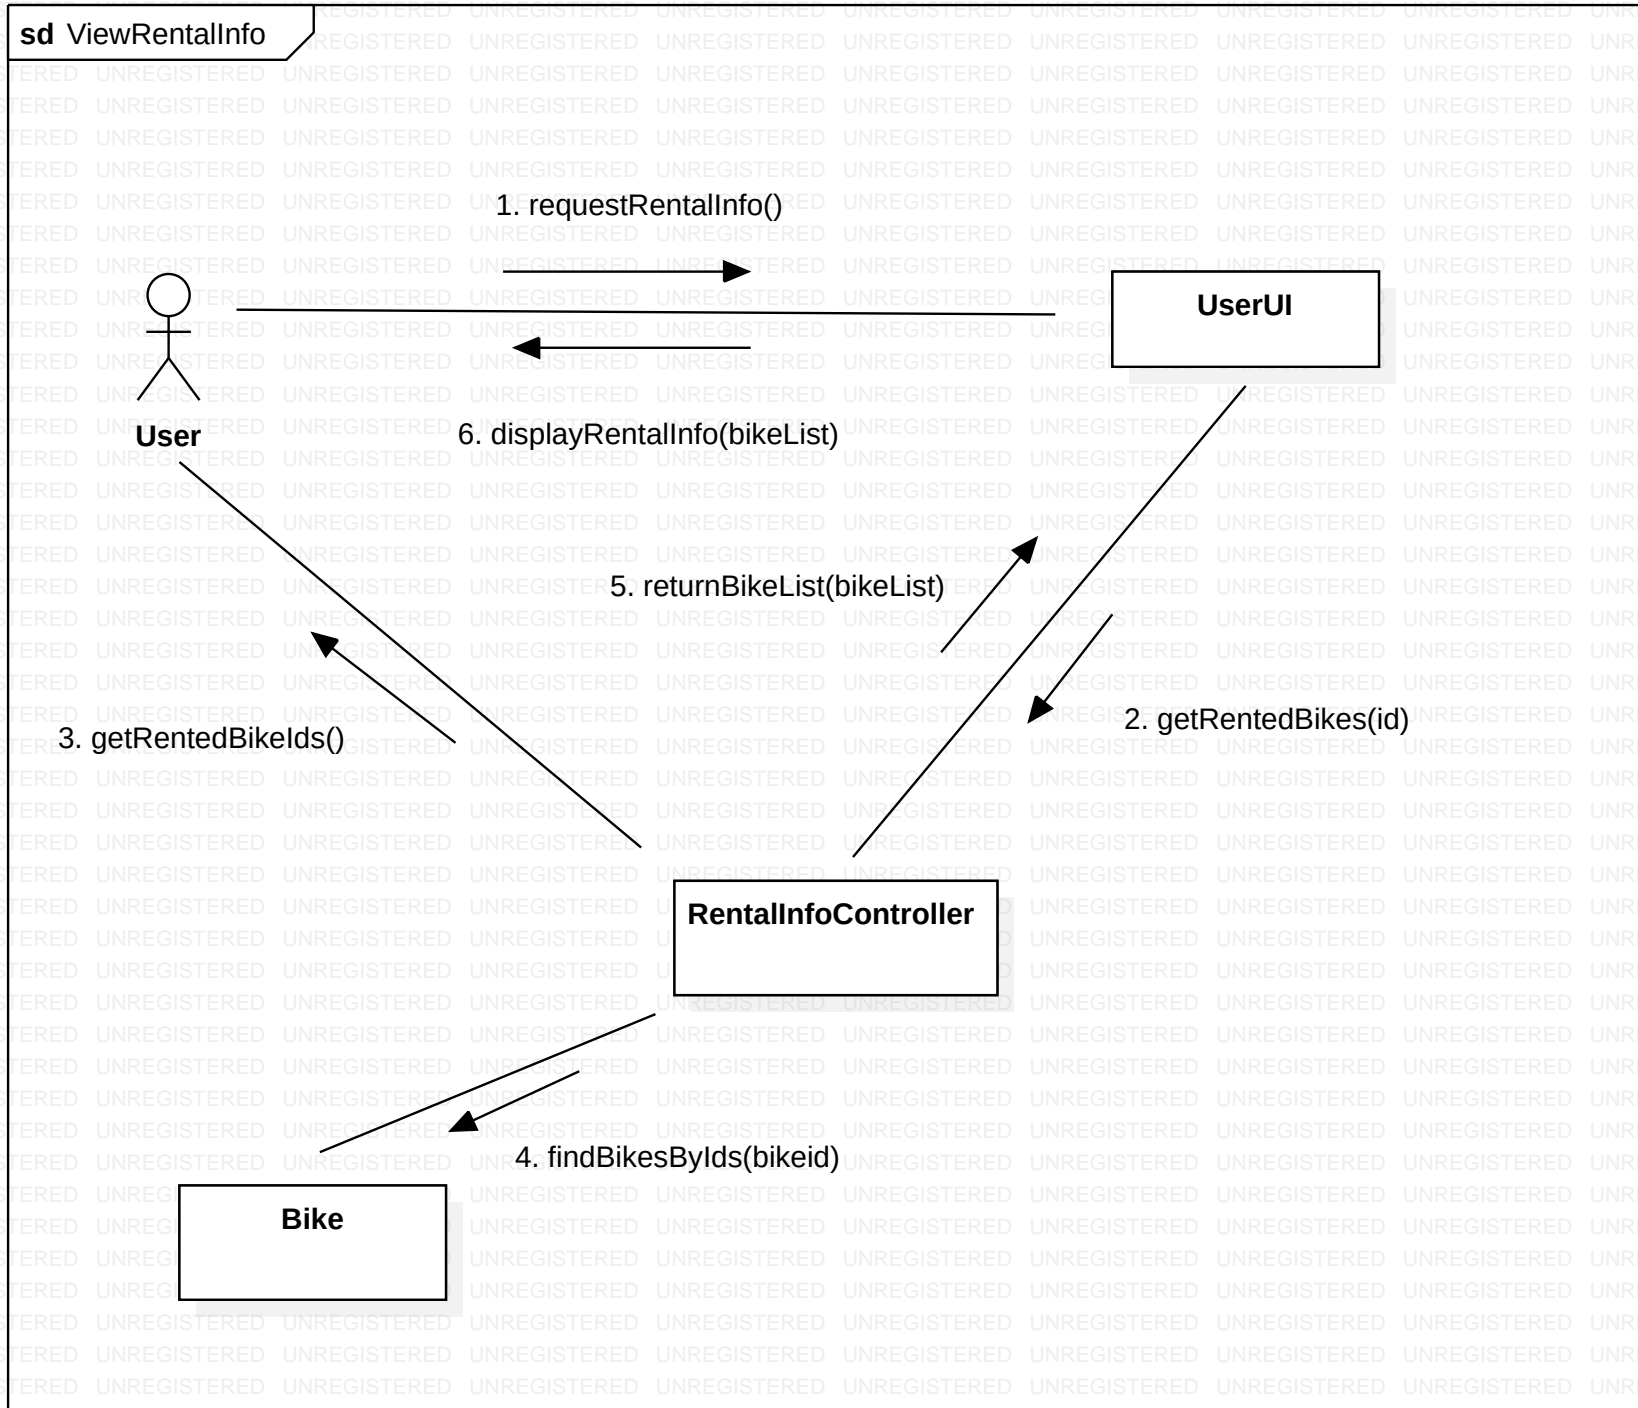 sd ViewRentalInfo
1. requestRentalInfo()
UserUI
User
6. displayRentalInfo(bikeList)
5. returnBikeList(bikeList)
2. getRentedBikes(id)
3. getRentedBikeIds()
RentalInfoController
4. findBikesByIds(bikeid)
Bike
UNREGISTERED